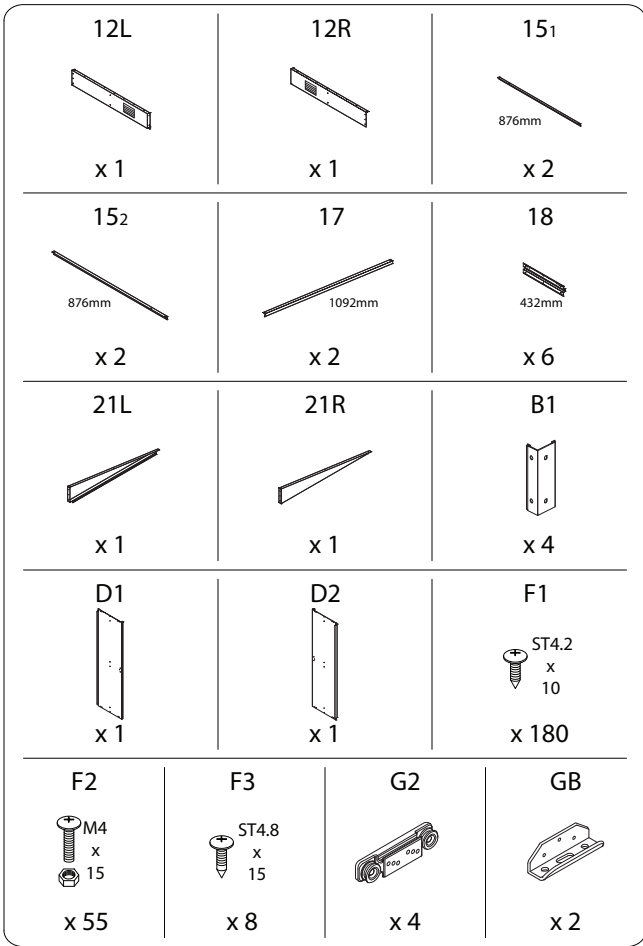 12L
12R
15₁
876mm
x 1
x 1
x 2
15₂
17
18
876mm
1092mm
432mm
x 2
x 2
x 6
21L
21R
B1
x 1
x 1
x 4
D1
D2
F1
ST4.2
x
10
x 1
x 1
x 180
F2
F3
G2
GB
M4
x
15
ST4.8
x
15
x 55
x 8
x 4
x 2